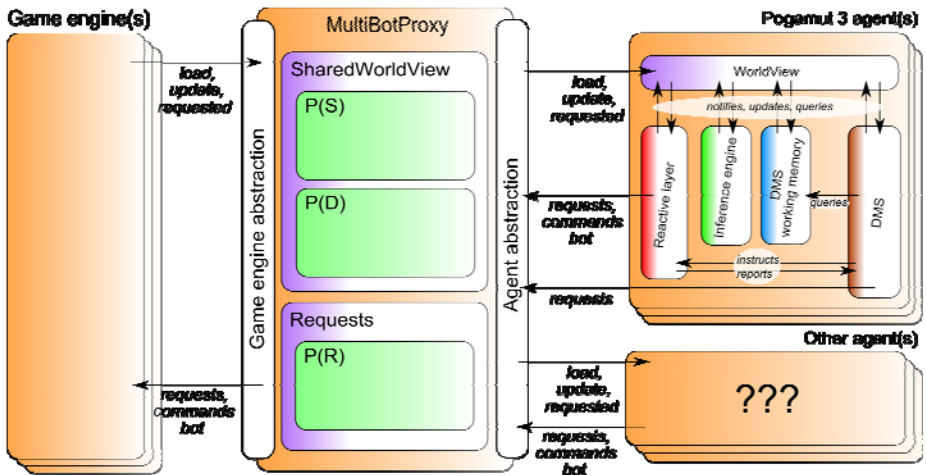 Game engine(s)
load,
update,
requested
requests,
commands
bot
Game engine abstraction
MultiBotProxy
SharedWorldView
P(S)
P(D)
Requests
P(R)
Agent abstraction
load,
update,
requested
requests,
commands
bot
requests
load,
update,
requested
requests,
commands
bot
Pogamut 3 agent(s)
WorldView
notifies, updates, queries
Reactive layer
Inference engine
DMS
working memory
queries
DMS
instructs
reports
Other agent(s)
???